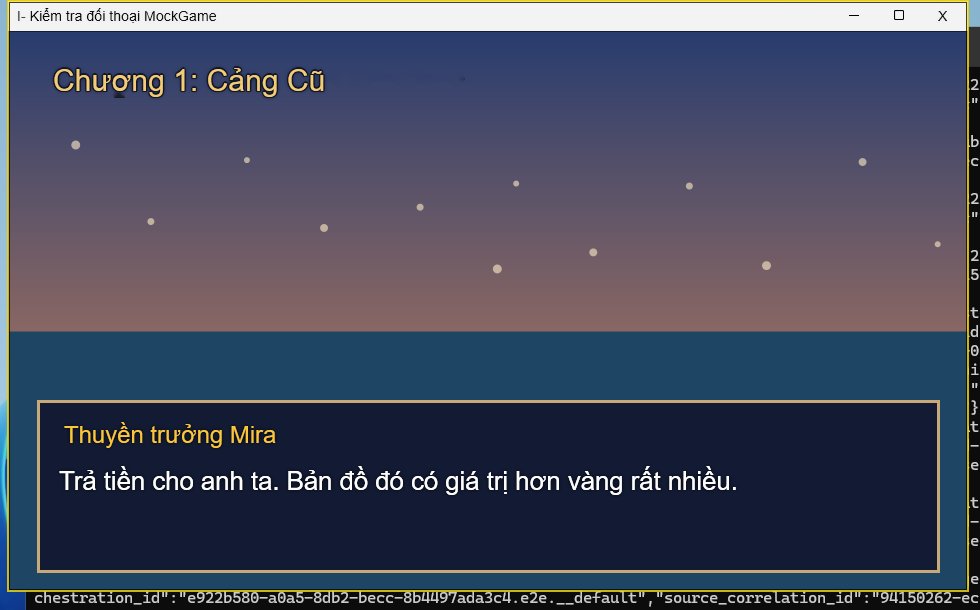 I- Kiểm tra đối thoại MockGame
Chương 1: Cảng Cũ
Thuyền trưởng Mira
Trả tiền cho anh ta. Bản đồ đó có giá trị hơn vàng rất nhiều.
chestration_id":"e922b580-a0a5-8db2-becc-8b4497ada3c4.e2e.__default","source_correlation_id":"94150262-e